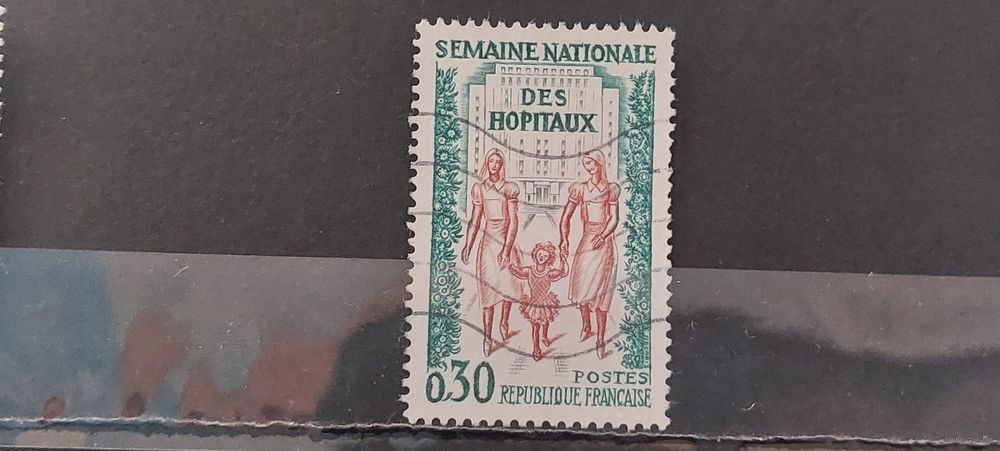 SEMAINE NATIONALE
DES
HOPITAUX
0,30
POSTES
REPUBLIQUE FRANCAISE